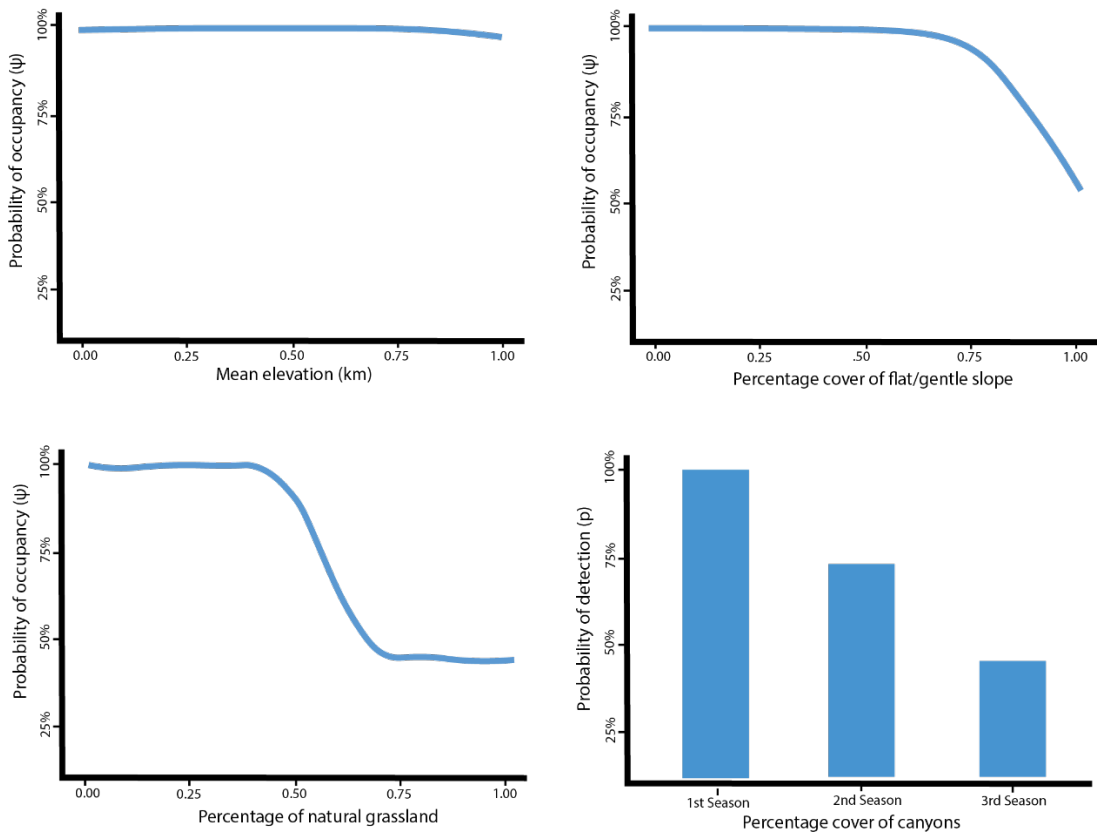 Probability of occupancy (ψ)
100%
75%
50%
25%
0.00
0.25
0.50
0.75
1.00
Mean elevation (km)
Probability of occupancy (ψ)
100%
75%
50%
25%
0.00
0.25
.50
0.75
1.00
Percentage cover of flat/gentle slope
Probability of occupancy (ψ)
100%
75%
50%
25%
0.00
0.25
0.50
0.75
1.00
Percentage of natural grassland
Probability of detection (p)
100%
75%
50%
25%
1st Season
2nd Season
3rd Season
Percentage cover of canyons